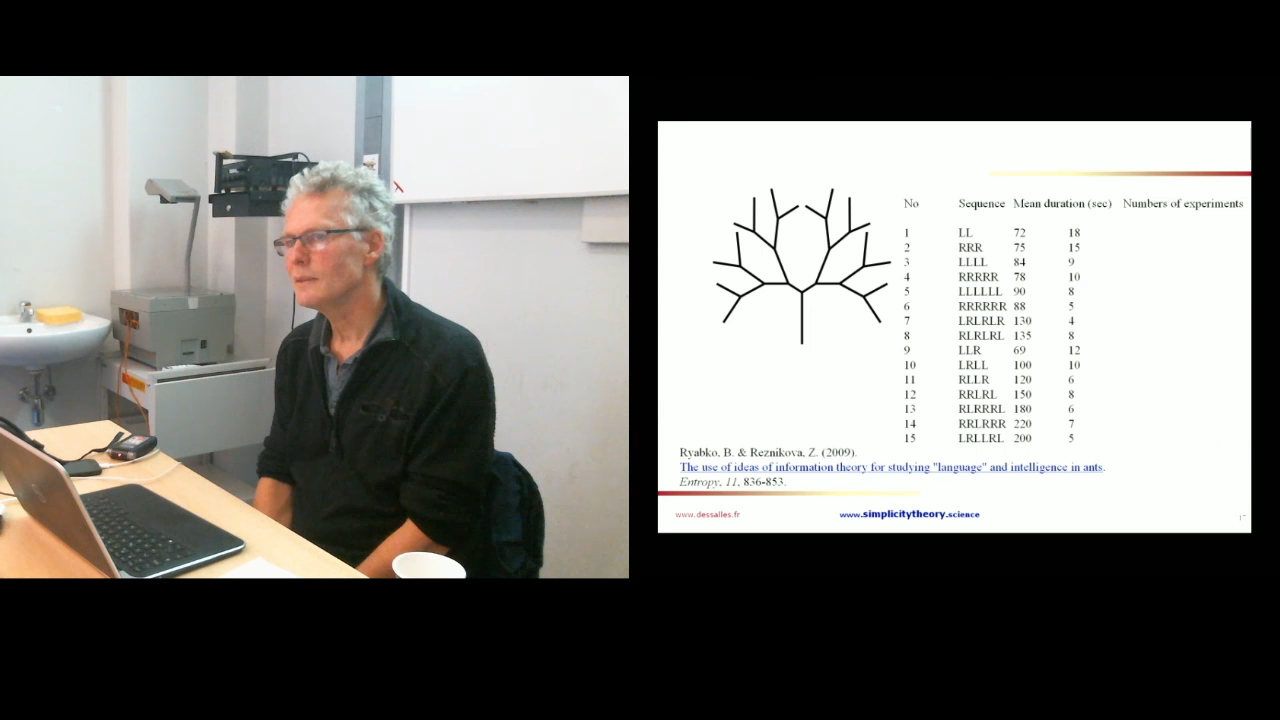 No Sequence Mean duration (sec) Numbers of experiments
1 LL 72 18
2 RRR 75 15
3 LLLL 84 9
4 RRRRR 78 10
5 LLLLLL 90 8
6 RRRRRR 88 5
7 LRLRLR 130 4
8 RLRLRL 135 8
9 LLR 69 12
10 LRLL 100 10
11 RLLR 120 6
12 RRLRL 150 8
13 RLRRRL 180 6
14 RRLRRR 220 7
15 LRLLRL 200 5
Ryabko, B. & Reznikova, Z. (2009).
The use of ideas of information theory for studying "language" and intelligence in ants.
Entropy, 11, 836-853.
www.dessalles.fr www.simplicitytheory.science